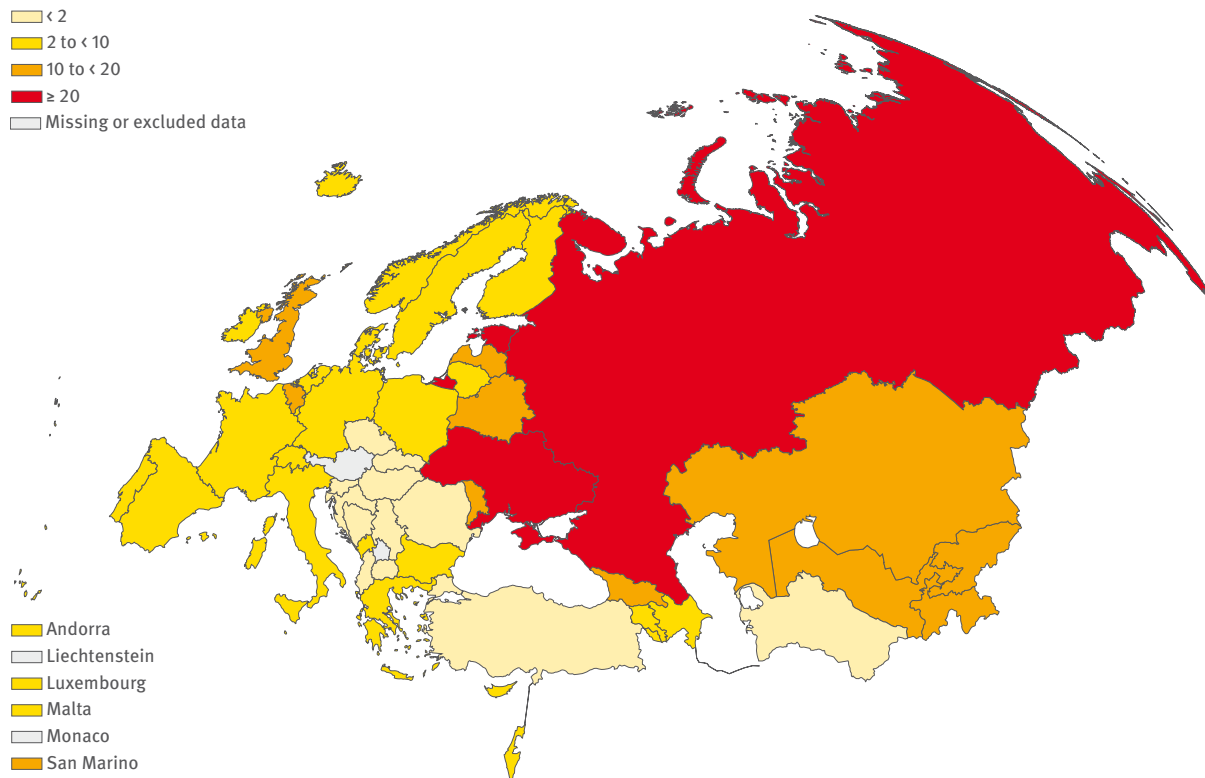 < 2
2 to < 10
10 to < 20
≥ 20
Missing or excluded data
Andorra
Liechtenstein
Luxembourg
Malta
Monaco
San Marino